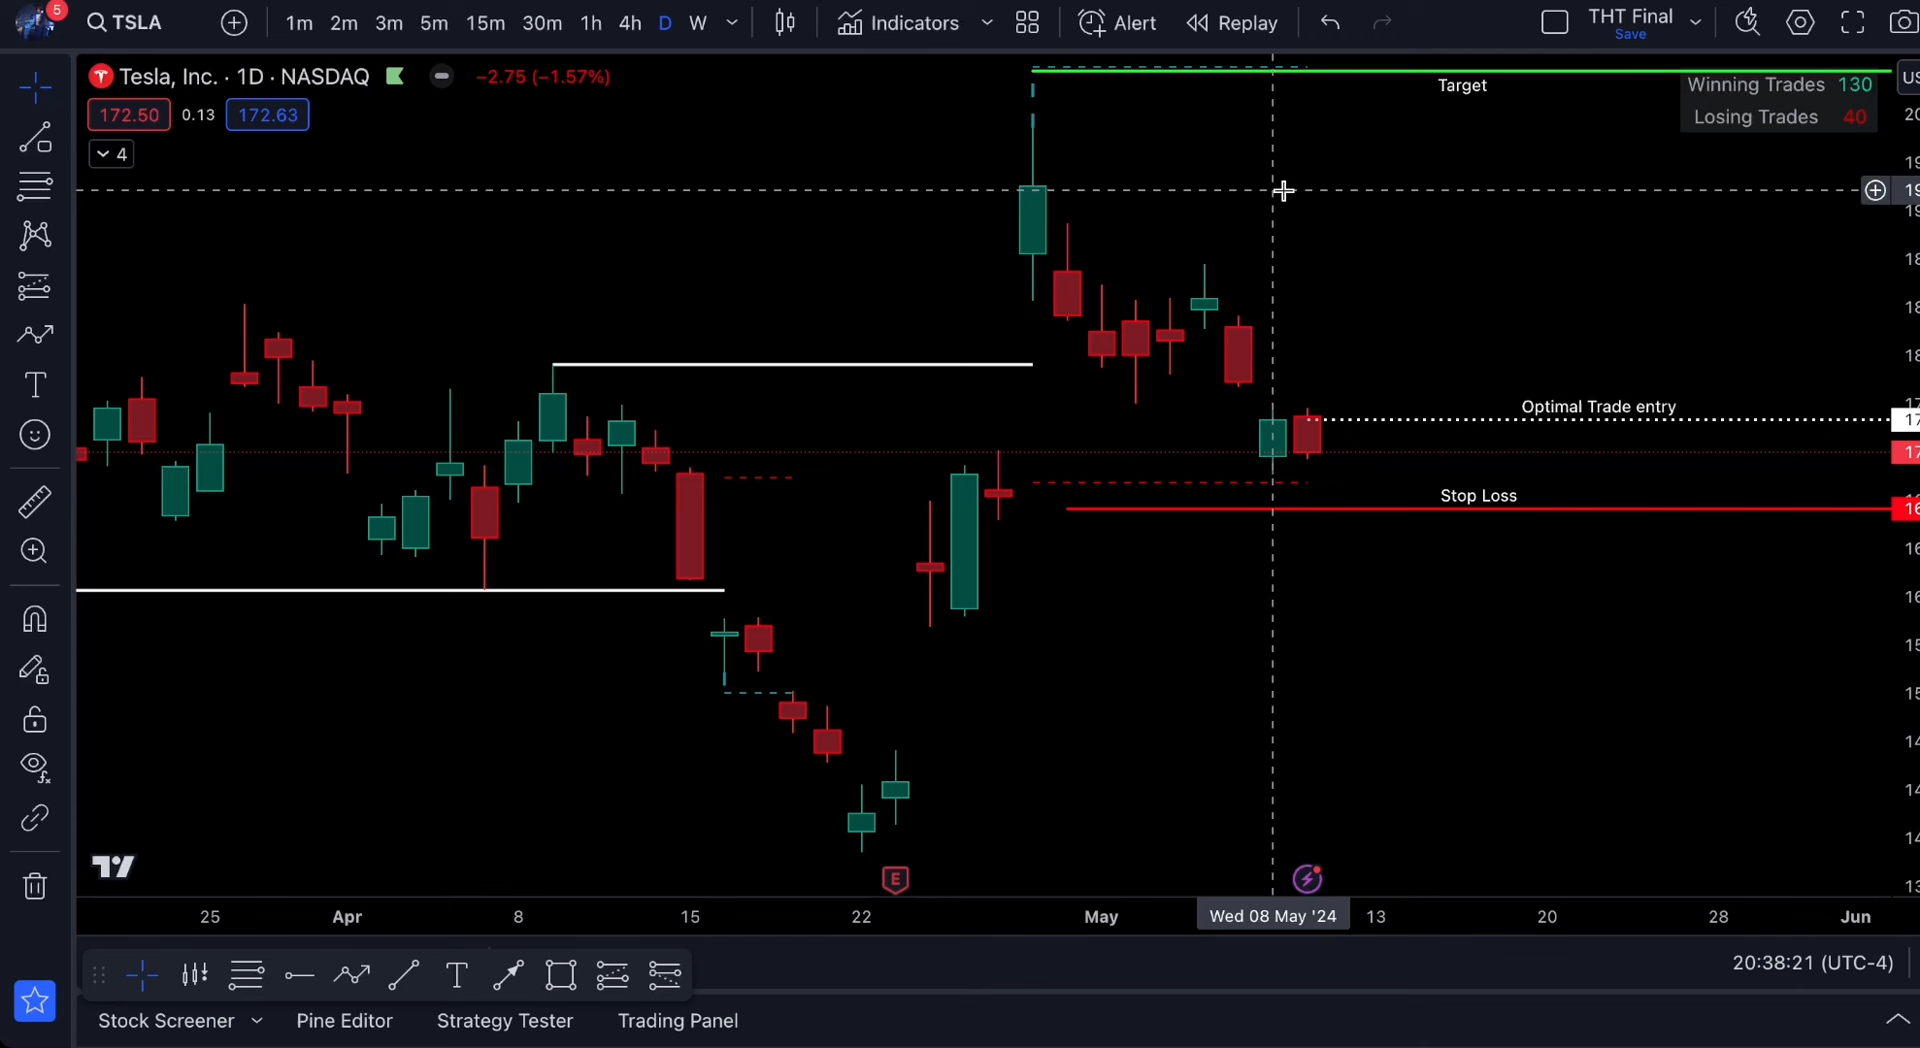 5
TSLA
1m 2m 3m 5m 15m 30m 1h 4h D W
Indicators
Alert
Replay
THT Final
Save
Tesla, Inc. · 1D · NASDAQ
−2.75 (−1.57%)
172.50 0.13 172.63
4
Target
US
Winning Trades 130
Losing Trades 40
Optimal Trade entry
Stop Loss
E
25 Apr 8 15 22 May Wed 08 May '24 13 20 28 Jun
20:38:21 (UTC-4)
T
Stock Screener Pine Editor Strategy Tester Trading Panel